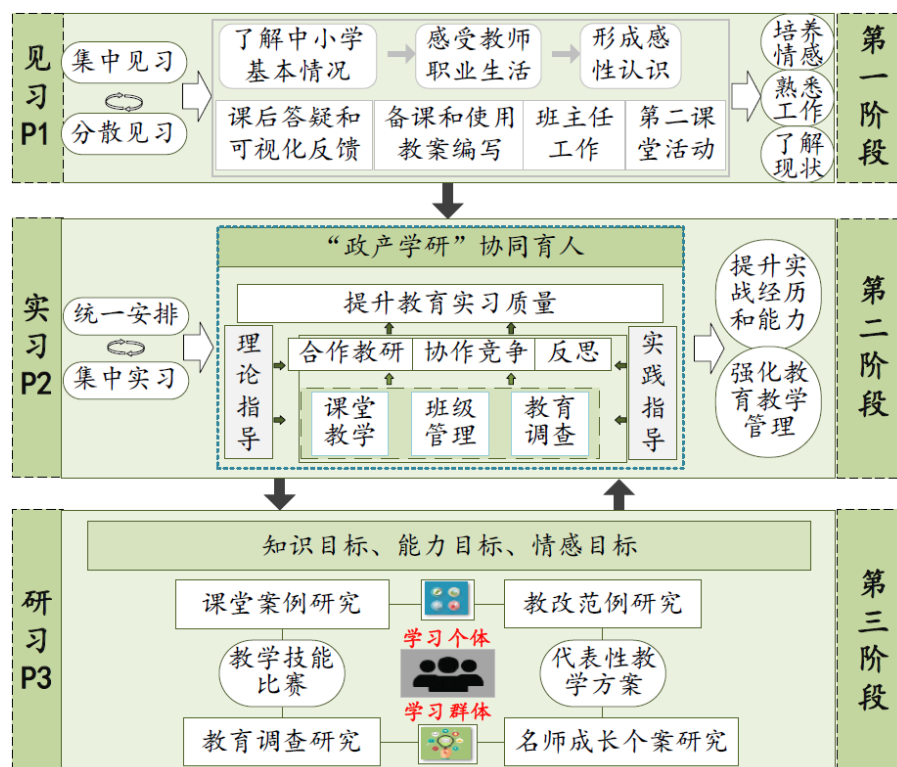 见习P1
集中见习
分散见习
了解中小学
基本情况
感受教师
职业生活
形成感
性认识
课后答疑和
可视化反馈
备课和使用
教案编写
班主任
工作
第二课
堂活动
培养
情感
熟悉
工作
了解
现状
第一阶段
实习P2
统一安排
集中实习
“政产学研”协同育人
提升教育实习质量
理论指导
合作教研
协作竞争
反思
课堂
教学
班级
管理
教育
调查
实践指导
提升实
战经历
和能力
强化教
育教学
管理
第二阶段
研习P3
知识目标、能力目标、情感目标
课堂案例研究
教改范例研究
学习个体
教学技能
比赛
代表性教
学方案
学习群体
教育调查研究
名师成长个案研究
第三阶段